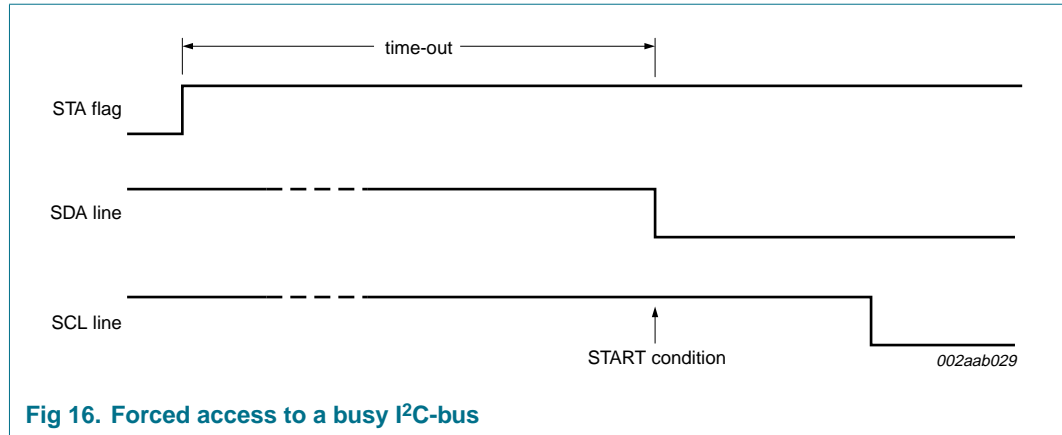 time-out
STA flag
SDA line
SCL line
START condition
002aab029
Fig 16. Forced access to a busy I²C-bus